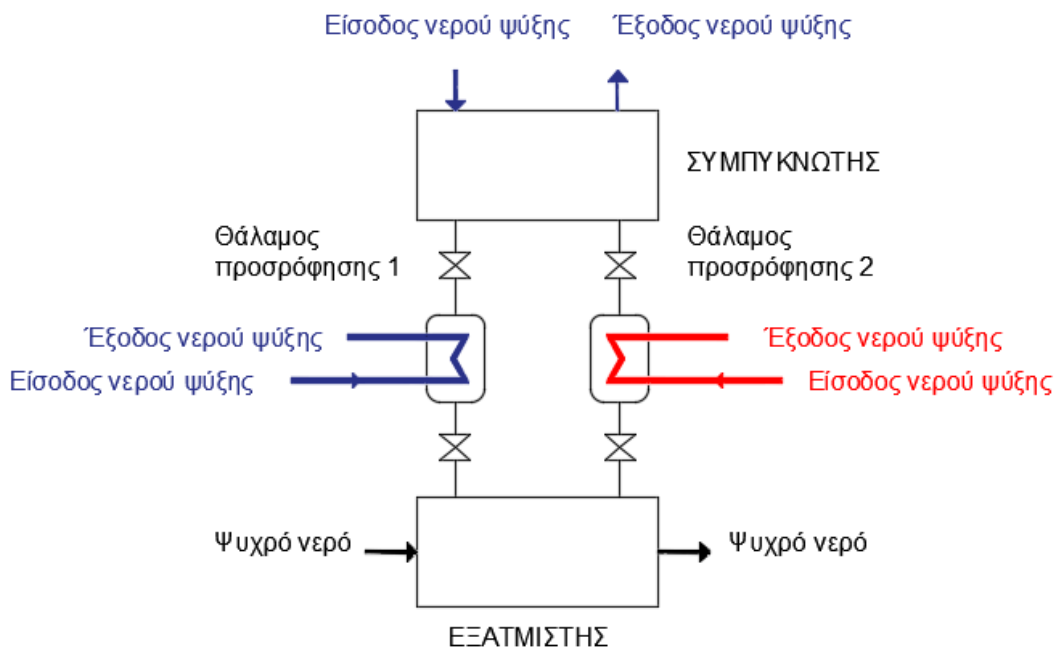 Είσοδος νερού ψύξης
Έξοδος νερού ψύξης
ΣΥΜΠΥΚΝΩΤΗΣ
Θάλαμος
προσρόφησης 1
Θάλαμος
προσρόφησης 2
Έξοδος νερού ψύξης
Έξοδος νερού ψύξης
Είσοδος νερού ψύξης
Είσοδος νερού ψύξης
Ψυχρό νερό
Ψυχρό νερό
ΕΞΑΤΜΙΣΤΗΣ